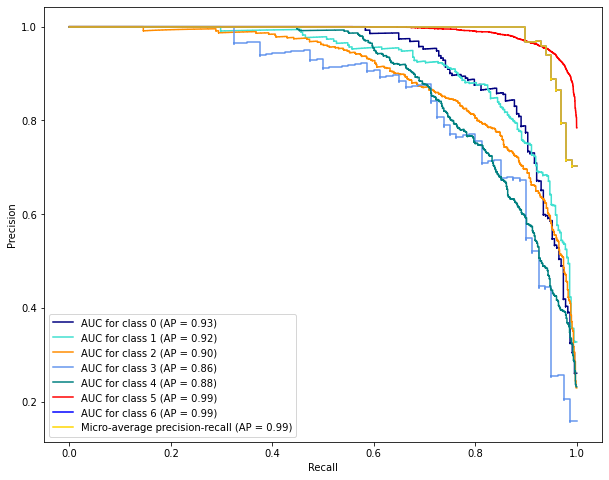 1.0
0.8
0.6
0.4
0.2
Precision
AUC for class 0 (AP = 0.93)
AUC for class 1 (AP = 0.92)
AUC for class 2 (AP = 0.90)
AUC for class 3 (AP = 0.86)
AUC for class 4 (AP = 0.88)
AUC for class 5 (AP = 0.99)
AUC for class 6 (AP = 0.99)
Micro-average precision-recall (AP = 0.99)
0.0 0.2 0.4 0.6 0.8 1.0
Recall